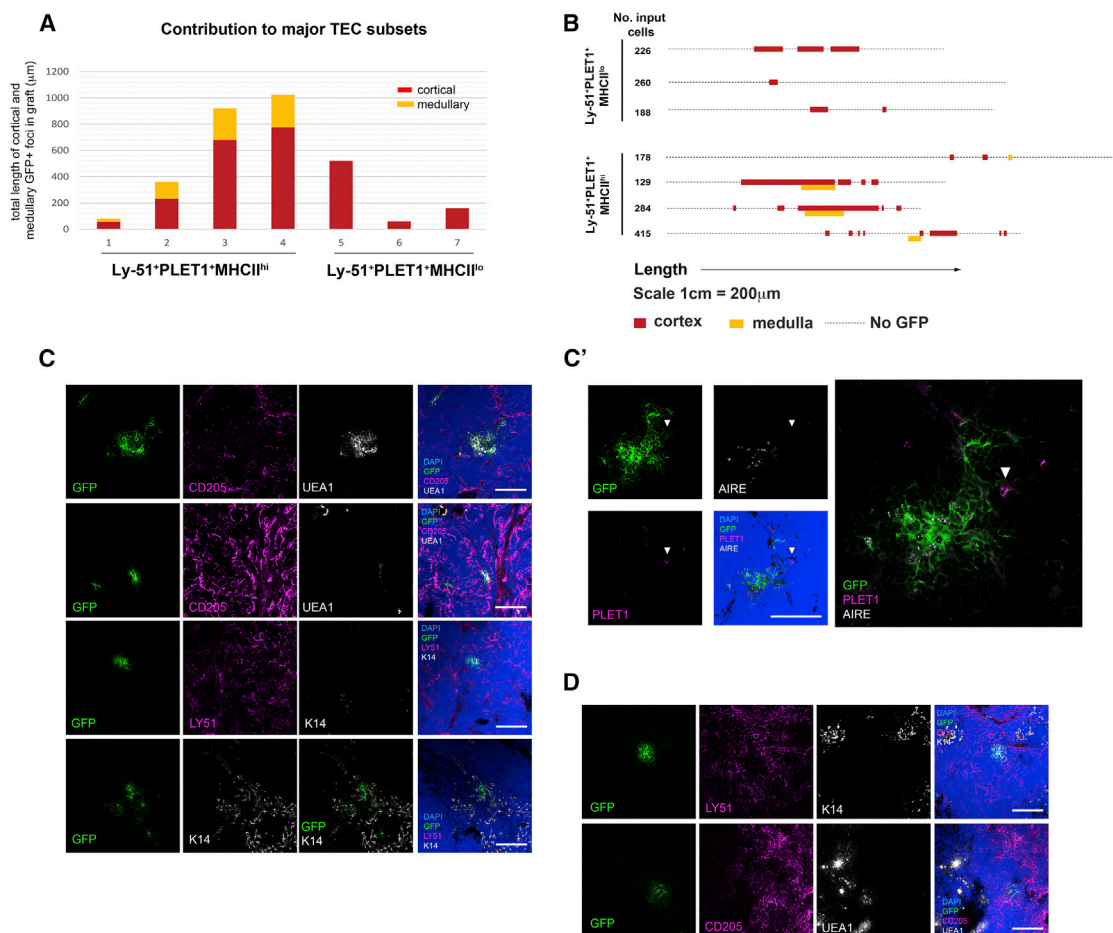 A
Contribution to major TEC subsets
total length of cortical and
medullary GFP+ foci in graft (μm)
1200
1000
800
600
400
200
0
cortical
medullary
1 2 3 4 5 6 7
Ly-51⁺PLET1⁺MHCIIʰⁱ Ly-51⁺PLET1⁺MHCIIˡᵒ
B
No. input
cells
Ly-51⁺PLET1⁺
MHCIIˡᵒ
226
260
188
Ly-51⁺PLET1⁺
MHCIIʰⁱ
178
129
284
415
Length
Scale 1cm = 200μm
cortex medulla No GFP
C
GFP CD205 UEA1
DAPI
GFP
CD205
UEA1
GFP CD205 UEA1
DAPI
GFP
CD205
UEA1
GFP LY51 K14
DAPI
GFP
LY51
K14
GFP K14
GFP
K14
DAPI
GFP
LY51
K14
C’
GFP AIRE
PLET1
DAPI
GFP
PLET1
AIRE
GFP
PLET1
AIRE
D
GFP LY51 K14
DAPI
GFP
LY51
K14
GFP CD205 UEA1
DAPI
GFP
CD205
UEA1